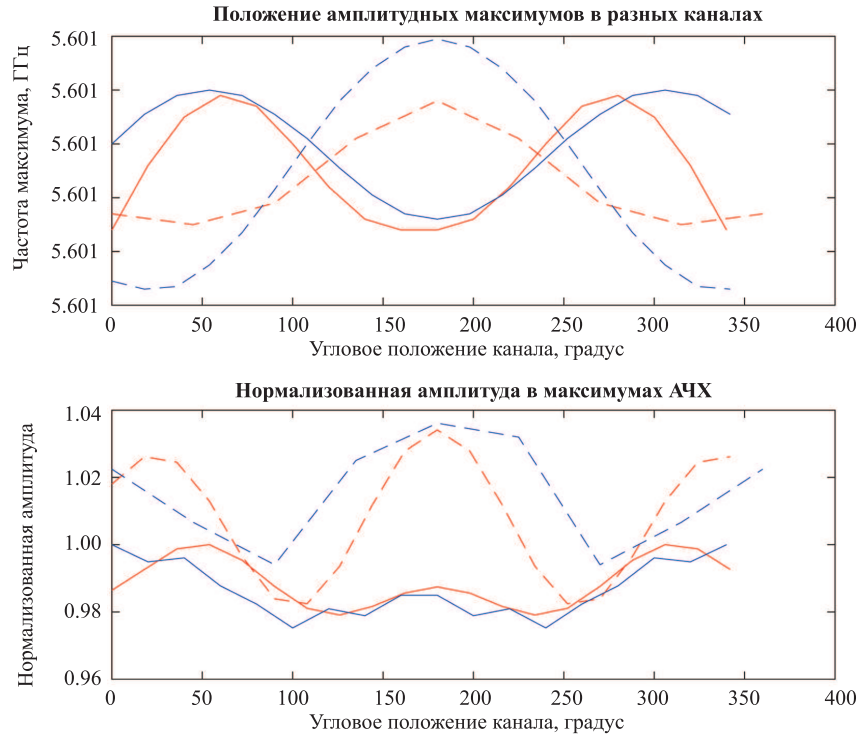 Положение амплитудных максимумов в разных каналах
Частота максимума, ГГц
5.601
5.601
5.601
5.601
5.601
5.601
0 50 100 150 200 250 300 350 400
Угловое положение канала, градус
Нормализованная амплитуда в максимумах АЧХ
Нормализованная амплитуда
1.04
1.02
1.00
0.98
0.96
0 50 100 150 200 250 300 350 400
Угловое положение канала, градус